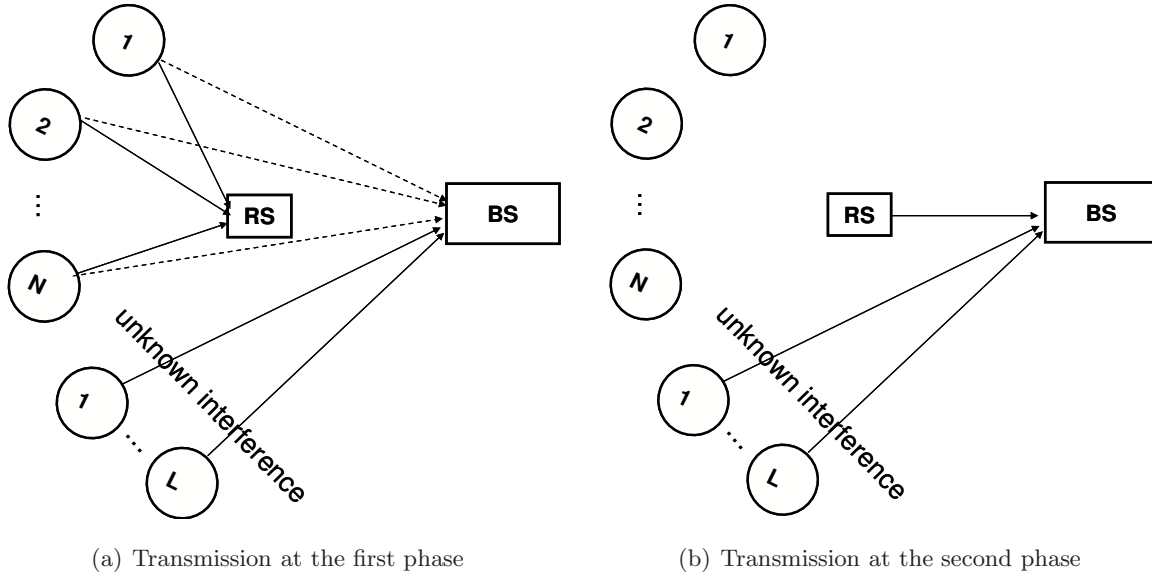 1
2
⋮
N
RS
BS
unknown interference
1
⋱
L
(a) Transmission at the first phase
1
2
⋮
N
RS
BS
unknown interference
1
⋱
L
(b) Transmission at the second phase